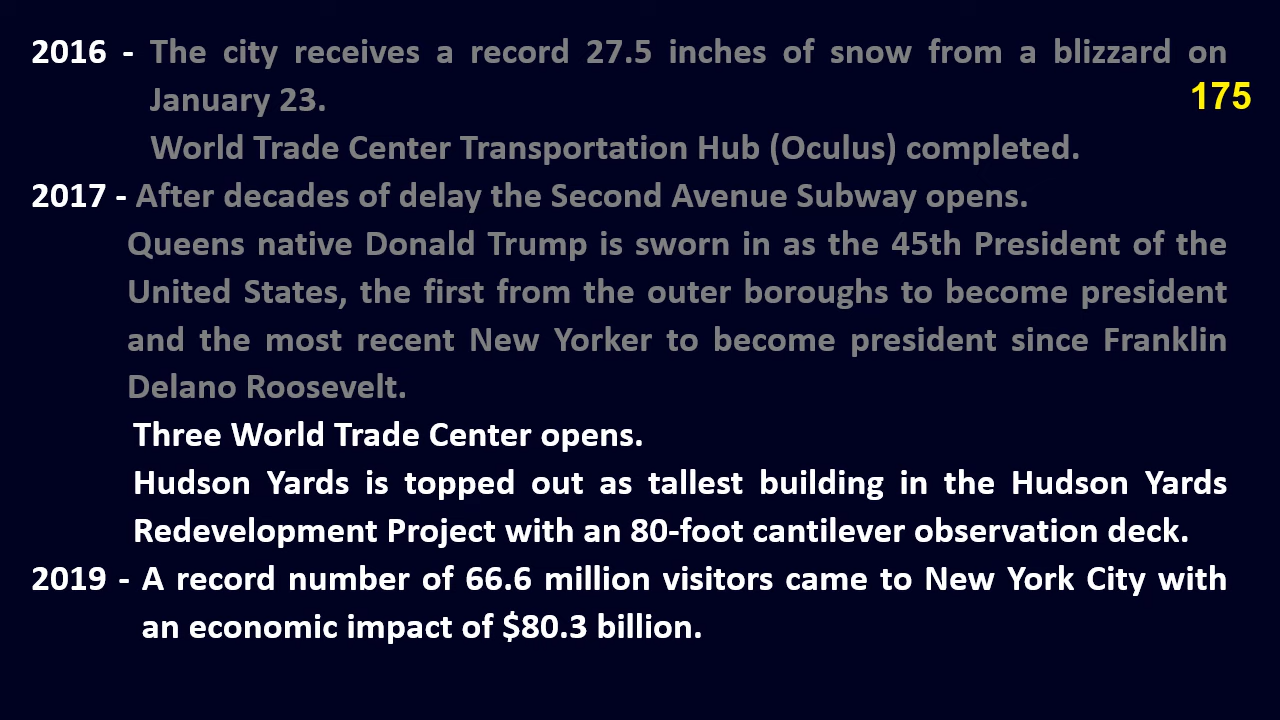 2016 - The city receives a record 27.5 inches of snow from a blizzard on
January 23.
175
World Trade Center Transportation Hub (Oculus) completed.
2017 - After decades of delay the Second Avenue Subway opens.
Queens native Donald Trump is sworn in as the 45th President of the
United States, the first from the outer boroughs to become president
and the most recent New Yorker to become president since Franklin
Delano Roosevelt.
Three World Trade Center opens.
Hudson Yards is topped out as tallest building in the Hudson Yards
Redevelopment Project with an 80-foot cantilever observation deck.
2019 - A record number of 66.6 million visitors came to New York City with
an economic impact of $80.3 billion.